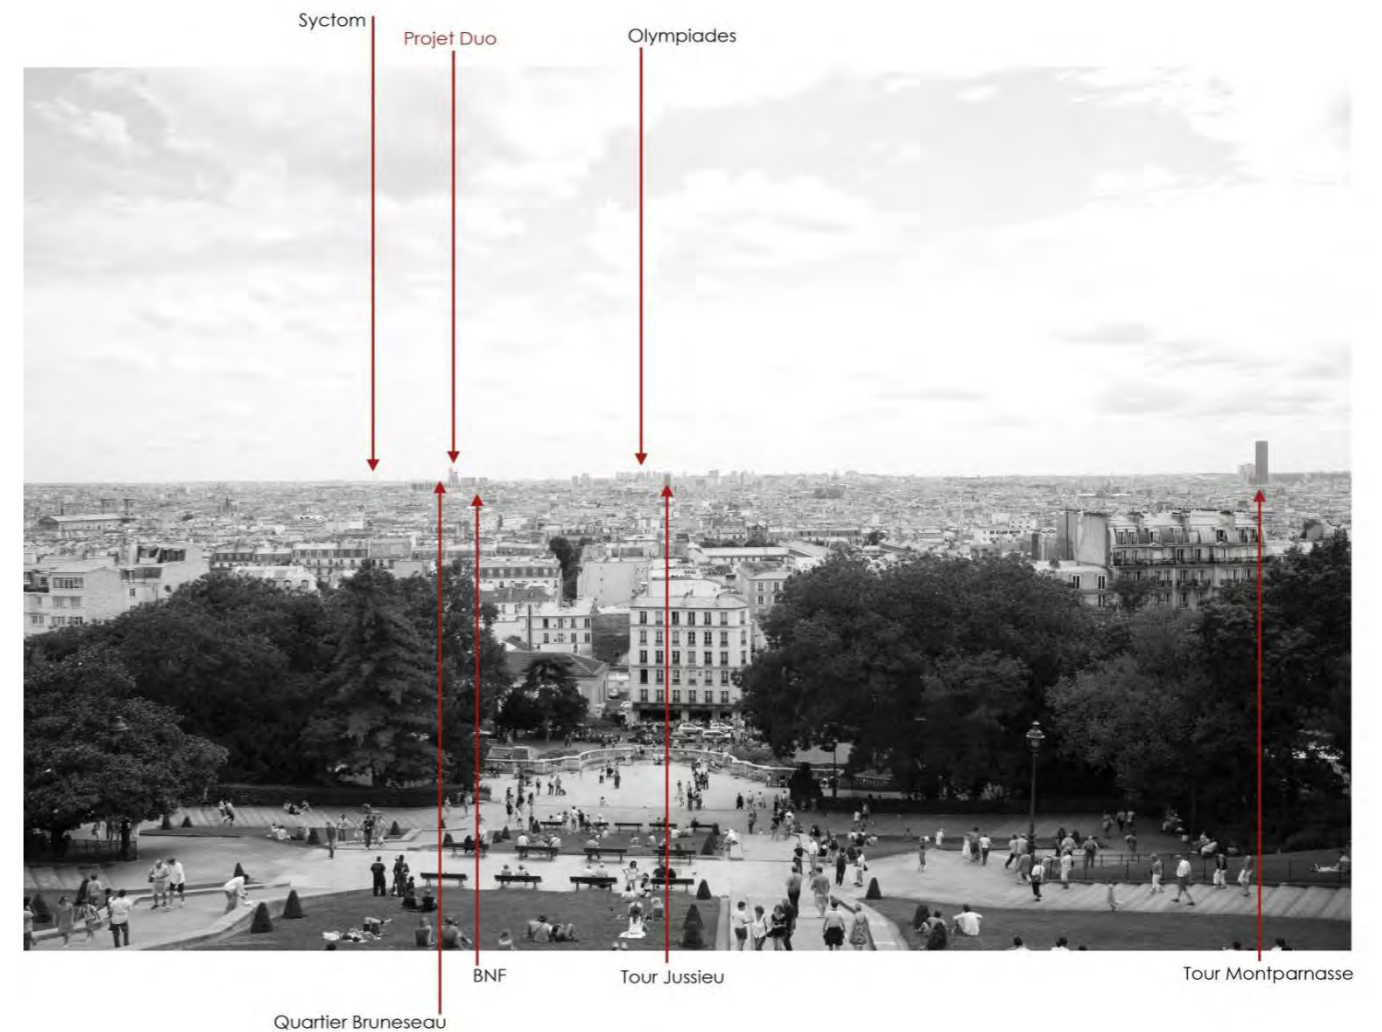 Syctom
Projet Duo
Olympiades
BNF
Tour Jussieu
Tour Montparnasse
Quartier Bruneseau